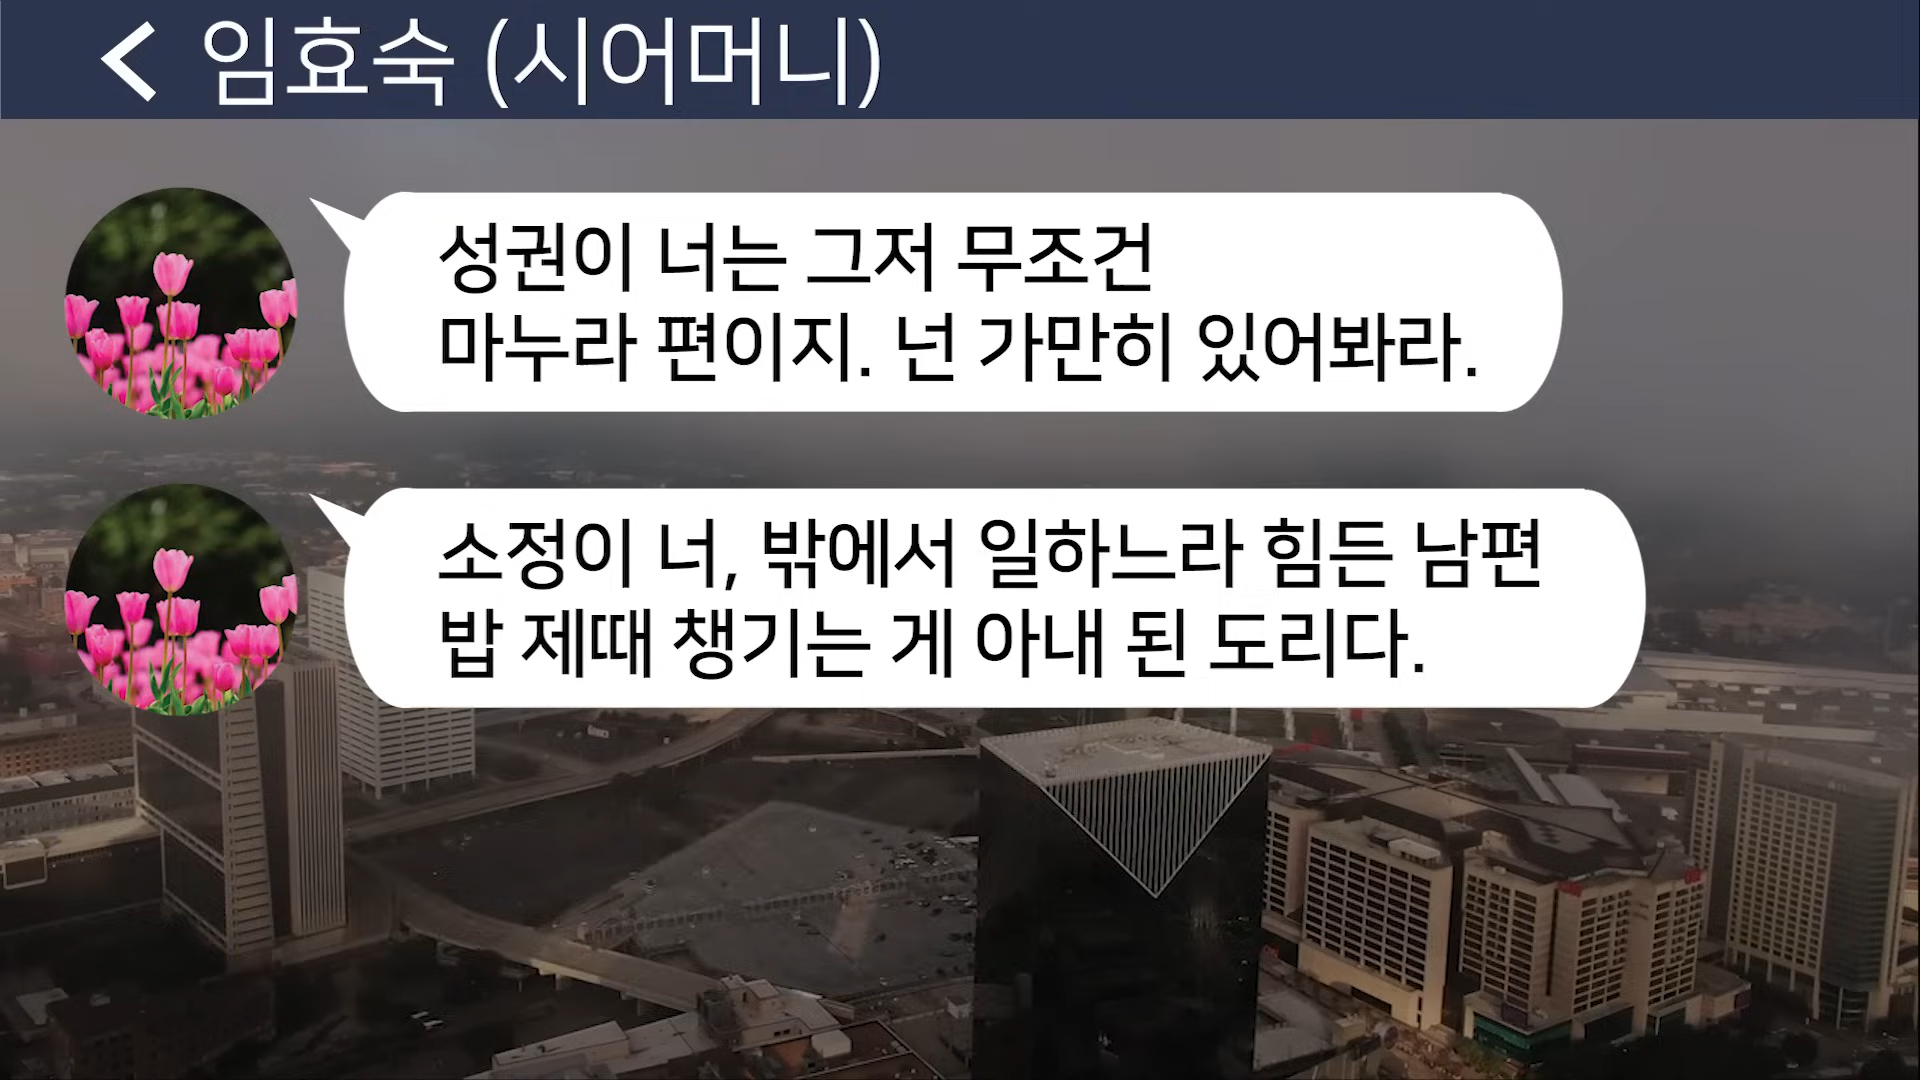 임효숙 (시어머니)
성권이 너는 그저 무조건
마누라 편이지. 넌 가만히 있어봐라.
소정이 너, 밖에서 일하느라 힘든 남편
밥 제때 챙기는 게 아내 된 도리다.